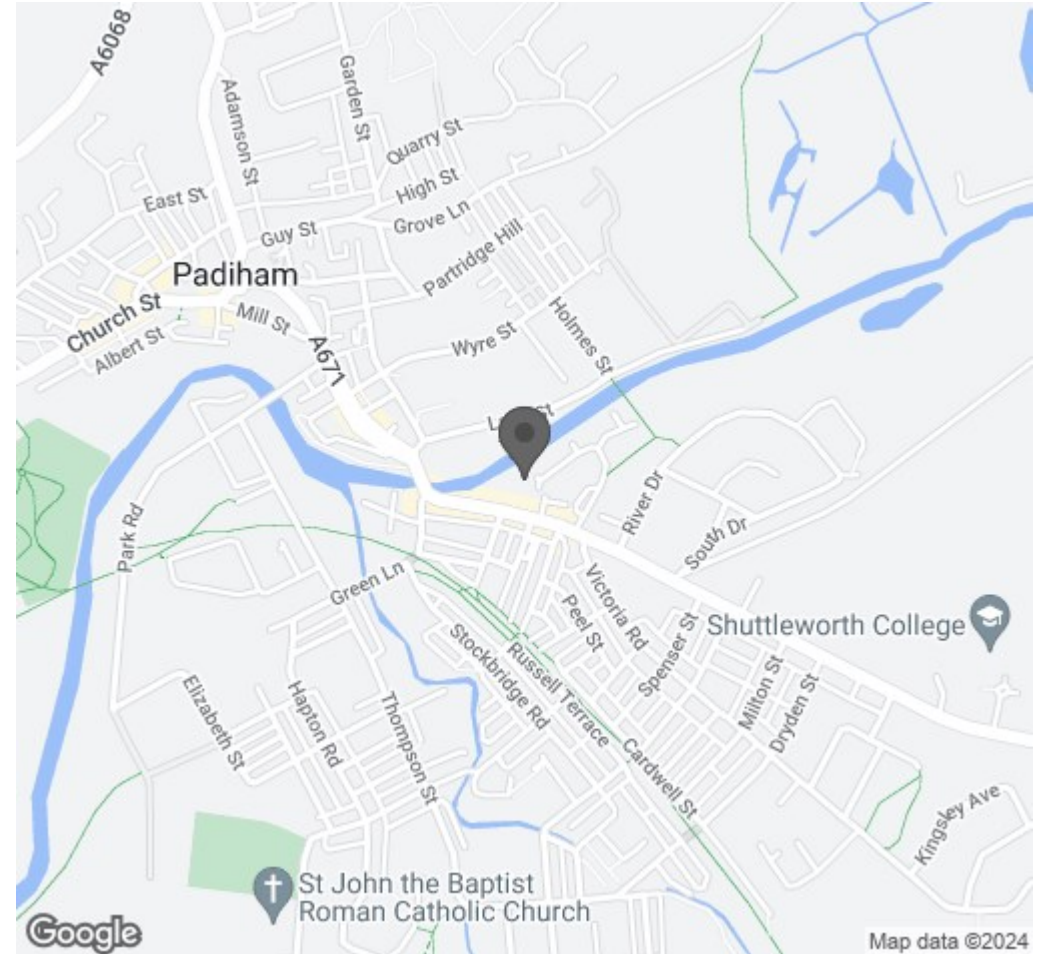 A6068
Adamson St
Garden St
Quarry St
East St
High St
Grove Ln
Guy St
Partridge Hill
Padiham
Church St
Mill St
Albert St
A671
Wyre St
Holmes St
Park Rd
River Dr
South Dr
Green Ln
Victoria Rd
Peel St
Spenser St
Shuttleworth College
Stockbridge Rd
Russell Terrace
Milton St
Dryden St
Elizabeth St
Hapton Rd
Thompson St
Cardwell St
Kingsley Ave
St John the Baptist
Roman Catholic Church
Google
Map data ©2024